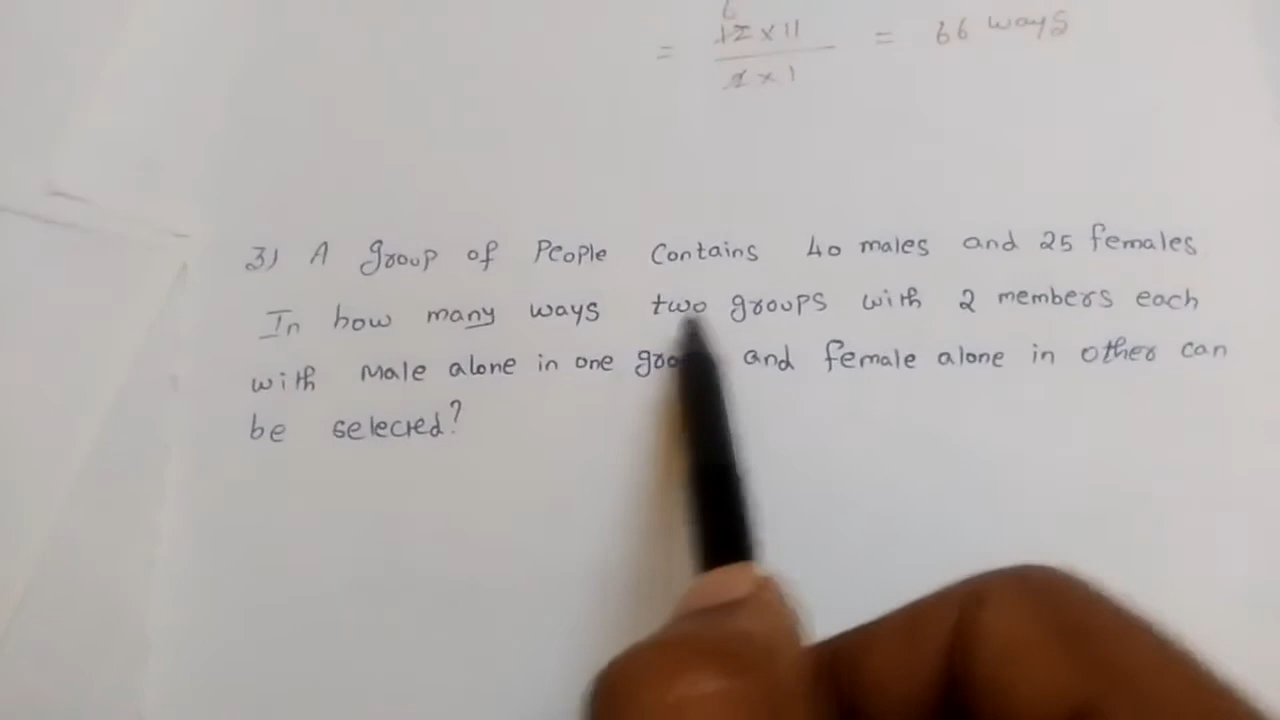 6
= 12 x 11 = 66 ways
2 x 1
3) A group of People Contains 40 males and 25 females
In how many ways two groups with 2 members each
with male alone in one and female alone in other can
be selected?